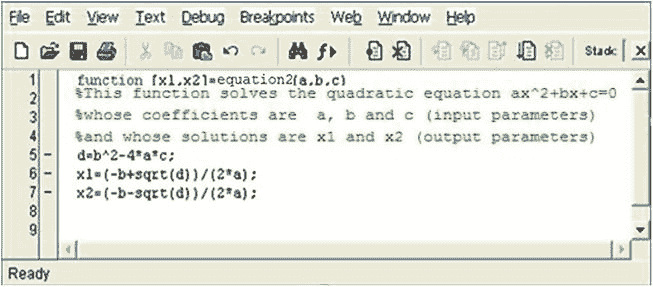 File Edit View Text Debug Breakpoints Web Window Help
Stack:
1 function [x1,x2]=equation2(a,b,c)
2 %This function solves the quadratic equation ax^2+bx+c=0
3 %whose coefficients are a, b and c (input parameters)
4 %and whose solutions are x1 and x2 (output parameters)
5 - d=b^2-4*a*c;
6 - x1=(-b+sqrt(d))/(2*a);
7 - x2=(-b-sqrt(d))/(2*a);
8
9
Ready